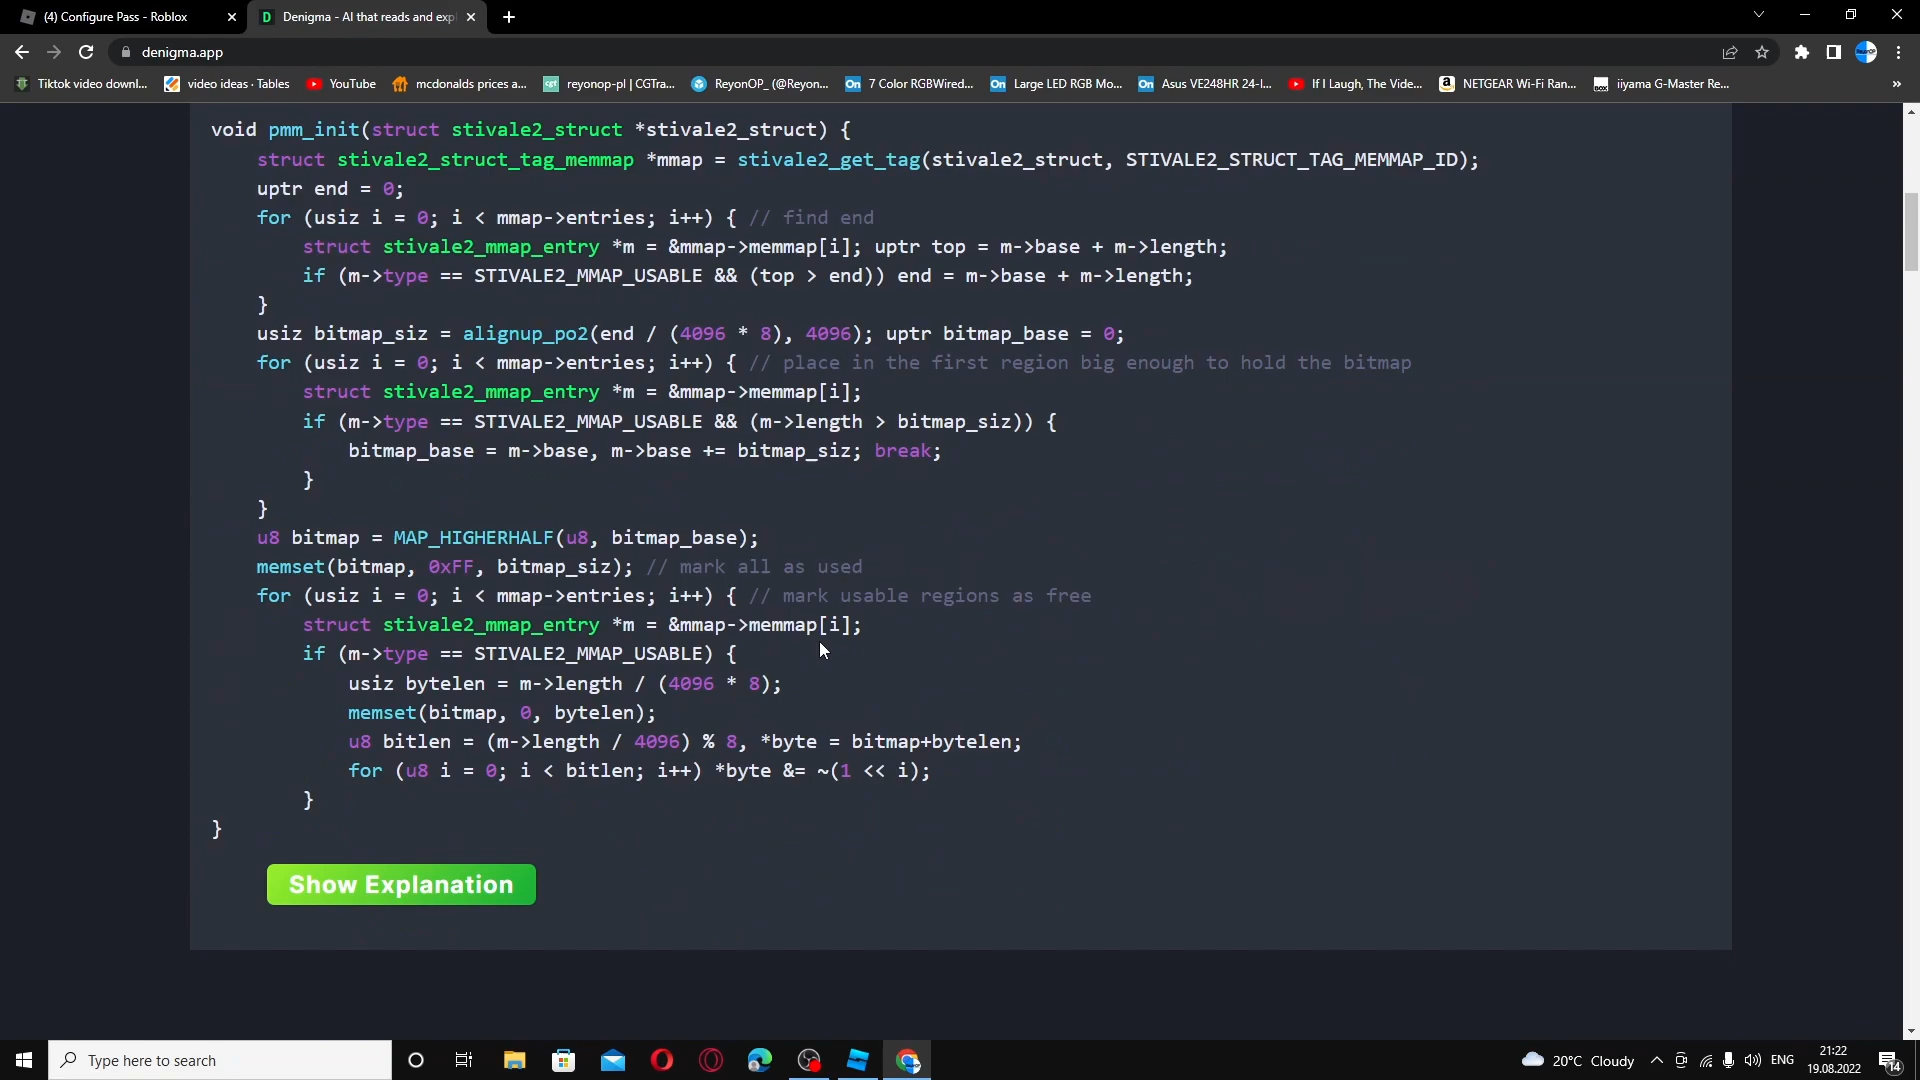 (4) Configure Pass - Roblox
Denigma - AI that reads and exp
denigma.app
Tiktok video downl... video ideas · Tables YouTube mcdonalds prices a... reyonop-pl | CGTra... ReyonOP_ (@Reyon... 7 Color RGBWired... Large LED RGB Mo... Asus VE248HR 24-I... If I Laugh, The Vide... NETGEAR Wi-Fi Ran... iiyama G-Master Re... »
void pmm_init(struct stivale2_struct *stivale2_struct) {
struct stivale2_struct_tag_memmap *mmap = stivale2_get_tag(stivale2_struct, STIVALE2_STRUCT_TAG_MEMMAP_ID);
uptr end = 0;
for (usiz i = 0; i < mmap->entries; i++) { // find end
struct stivale2_mmap_entry *m = &mmap->memmap[i]; uptr top = m->base + m->length;
if (m->type == STIVALE2_MMAP_USABLE && (top > end)) end = m->base + m->length;
}
usiz bitmap_siz = alignup_po2(end / (4096 * 8), 4096); uptr bitmap_base = 0;
for (usiz i = 0; i < mmap->entries; i++) { // place in the first region big enough to hold the bitmap
struct stivale2_mmap_entry *m = &mmap->memmap[i];
if (m->type == STIVALE2_MMAP_USABLE && (m->length > bitmap_siz)) {
bitmap_base = m->base, m->base += bitmap_siz; break;
}
}
u8 bitmap = MAP_HIGHERHALF(u8, bitmap_base);
memset(bitmap, 0xFF, bitmap_siz); // mark all as used
for (usiz i = 0; i < mmap->entries; i++) { // mark usable regions as free
struct stivale2_mmap_entry *m = &mmap->memmap[i];
if (m->type == STIVALE2_MMAP_USABLE) {
usiz bytelen = m->length / (4096 * 8);
memset(bitmap, 0, bytelen);
u8 bitlen = (m->length / 4096) % 8, *byte = bitmap+bytelen;
for (u8 i = 0; i < bitlen; i++) *byte &= ~(1 << i);
}
}
Show Explanation
Type here to search
20°C Cloudy
ENG
21:22
19.08.2022
14